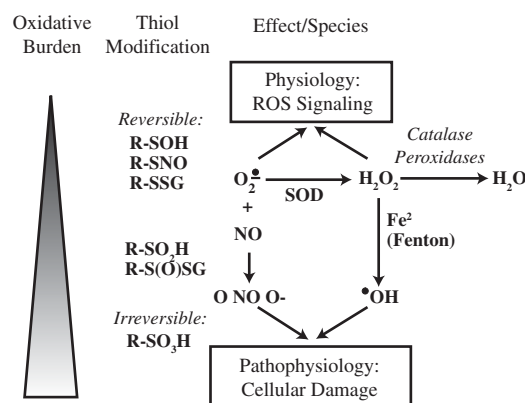 Oxidative
Burden
Thiol
Modification
Effect/Species
Physiology:
ROS Signaling
Reversible:
R-SOH
R-SNO
R-SSG
O₂•̄
SOD
H₂O₂
Catalase
Peroxidases
H₂O
+
NO
Fe²
(Fenton)
R-SO₂H
R-S(O)SG
O NO O-
•OH
Irreversible:
R-SO₃H
Pathophysiology:
Cellular Damage